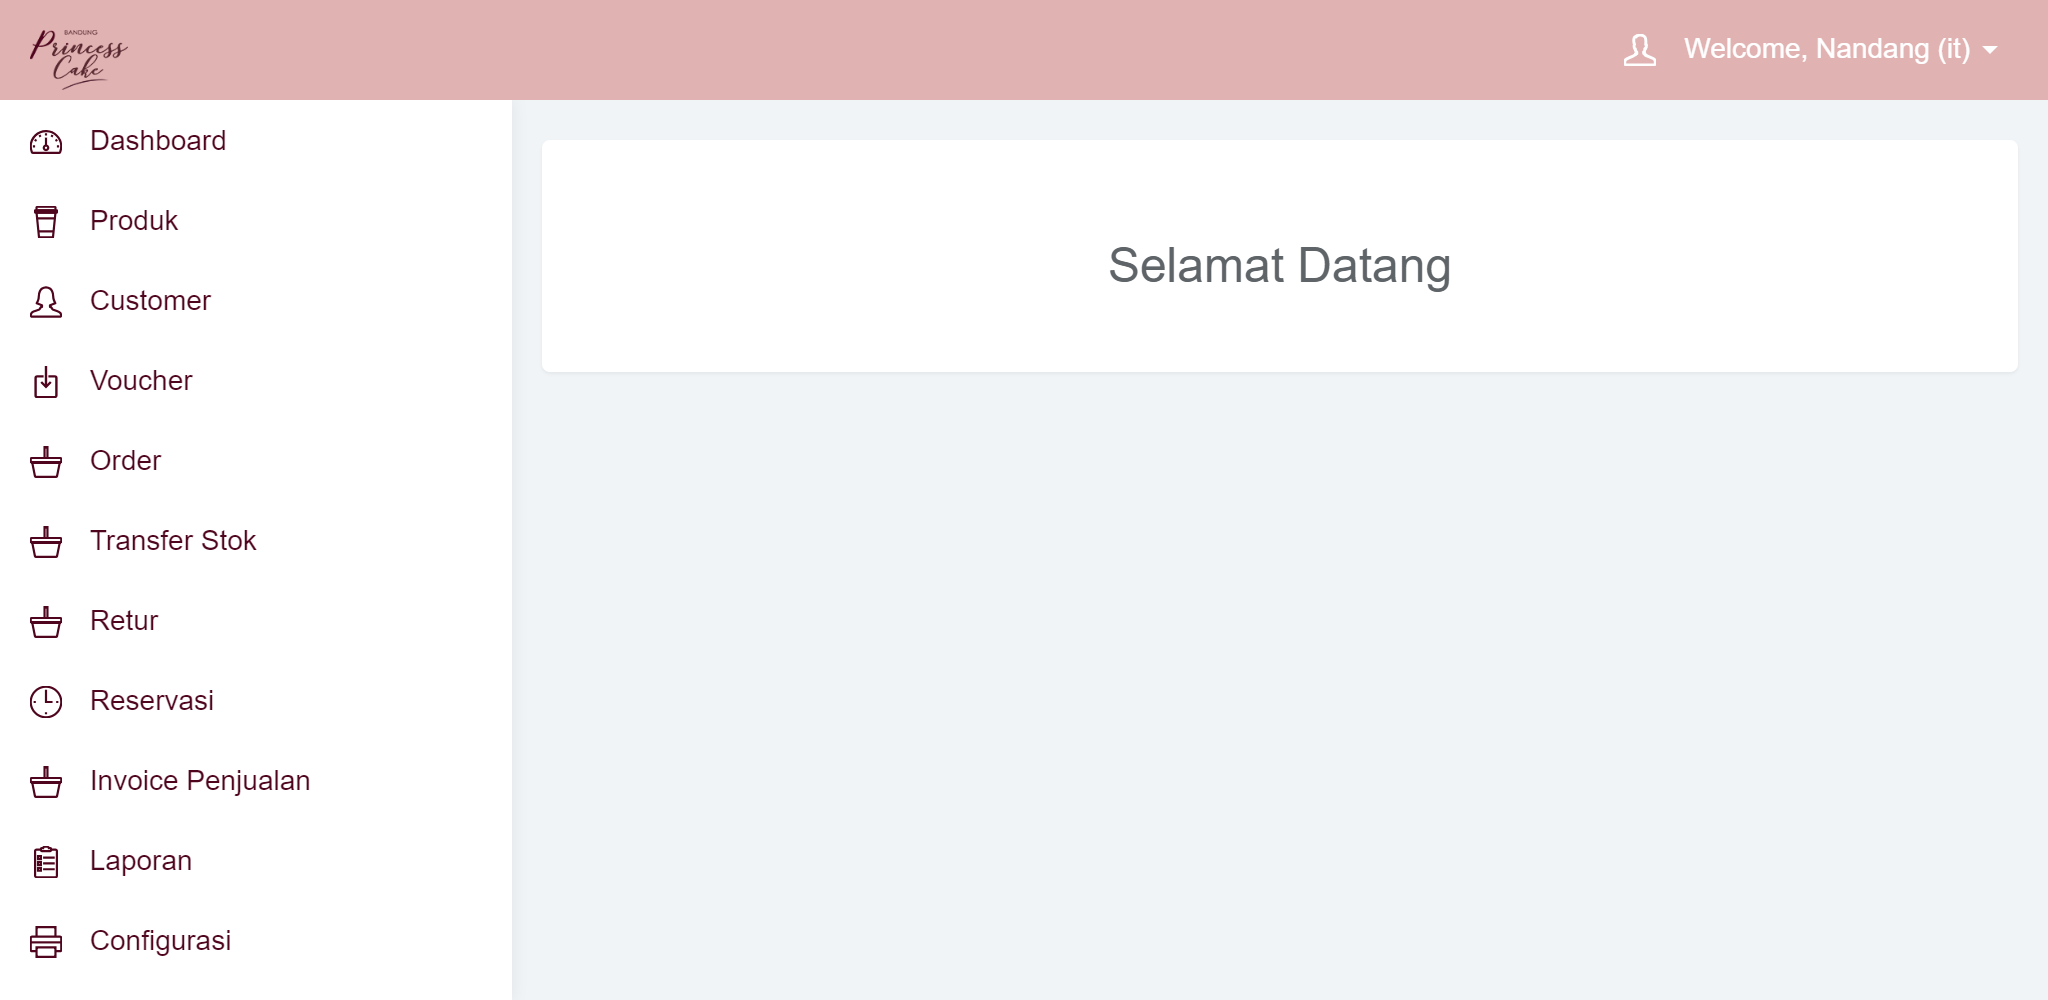 BANDUNG
Princess
Cake
Welcome, Nandang (it)
Dashboard
Produk
Customer
Voucher
Order
Transfer Stok
Retur
Reservasi
Invoice Penjualan
Laporan
Configurasi
Selamat Datang